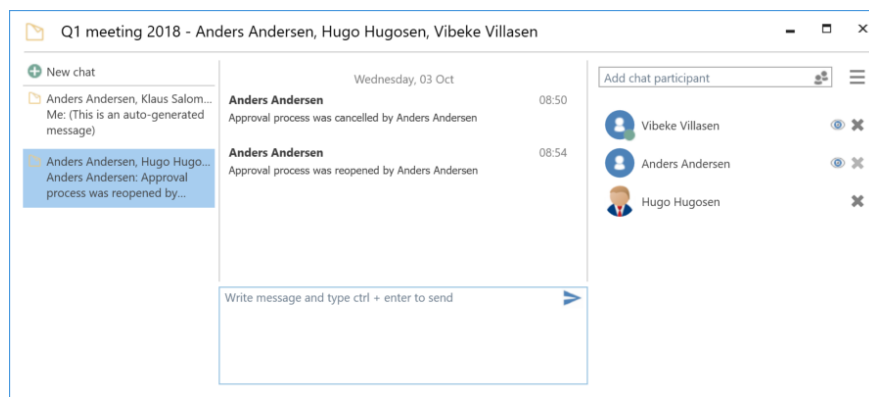 Q1 meeting 2018 - Anders Andersen, Hugo Hugosen, Vibeke Villasen
New chat
Anders Andersen, Klaus Salom...
Me: (This is an auto-generated
message)
Anders Andersen, Hugo Hugo...
Anders Andersen: Approval
process was reopened by...
Wednesday, 03 Oct
Anders Andersen 08:50
Approval process was cancelled by Anders Andersen
Anders Andersen 08:54
Approval process was reopened by Anders Andersen
Write message and type ctrl + enter to send
Add chat participant
Vibeke Villasen
Anders Andersen
Hugo Hugosen